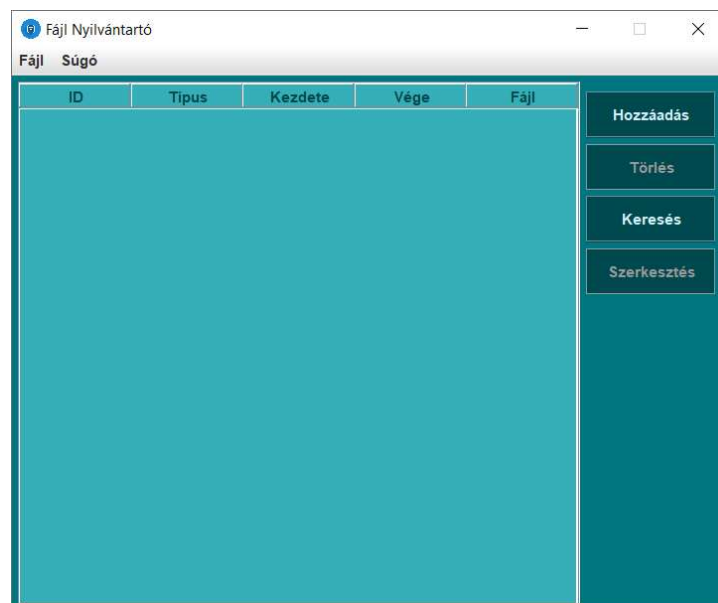 Fájl Nyilvántartó
Fájl Súgó
ID Tipus Kezdete Vége Fájl
Hozzáadás
Törlés
Keresés
Szerkesztés